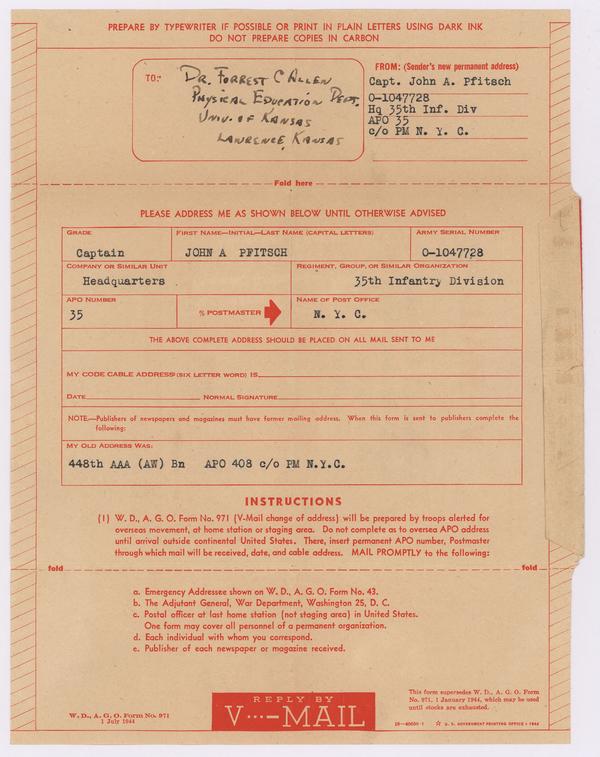 PREPARE BY TYPEWRITER IF POSSIBLE OR PRINT IN PLAIN LETTERS USING DARK INK
DO NOT PREPARE COPIES IN CARBON
TO:
DR. FORREST C ALLEN
PHYSICAL EDUCATION DEPT.
UNIV. OF KANSAS
LAWRENCE, KANSAS
FROM: (Sender's new permanent address)
Capt. John A. Pfitsch
O-1047728
Hq 35th Inf. Div
APO 35
c/o PM N. Y. C.
Fold here
PLEASE ADDRESS ME AS SHOWN BELOW UNTIL OTHERWISE ADVISED
GRADE FIRST NAME—INITIAL—LAST NAME (CAPITAL LETTERS) ARMY SERIAL NUMBER
Captain JOHN A PFITSCH O-1047728
COMPANY OR SIMILAR UNIT REGIMENT, GROUP, OR SIMILAR ORGANIZATION
Headquarters 35th Infantry Division
APO NUMBER % POSTMASTER NAME OF POST OFFICE
35 N. Y. C.
THE ABOVE COMPLETE ADDRESS SHOULD BE PLACED ON ALL MAIL SENT TO ME
MY CODE CABLE ADDRESS (SIX LETTER WORD) IS
DATE NORMAL SIGNATURE
NOTE.—Publishers of newspapers and magazines must have former mailing address. When this form is sent to publishers complete the
following:
MY OLD ADDRESS WAS:
448th AAA (AW) Bn APO 408 c/o PM N.Y.C.
INSTRUCTIONS
(1) W. D., A. G. O. Form No. 971 (V-Mail change of address) will be prepared by troops alerted for
overseas movement, at home station or staging area. Do not complete as to oversea APO address
until arrival outside continental United States. There, insert permanent APO number, Postmaster
through which mail will be received, date, and cable address. MAIL PROMPTLY to the following:
fold fold
a. Emergency Addressee shown on W. D., A. G. O. Form No. 43.
b. The Adjutant General, War Department, Washington 25, D. C.
c. Postal officer at last home station (not staging area) in United States.
One form may cover all personnel of a permanent organization.
d. Each individual with whom you correspond.
e. Publisher of each newspaper or magazine received.
W. D., A. G. O. FORM No. 971
1 July 1944
REPLY BY
V···—MAIL
This form supersedes W. D., A. G. O. Form
No. 971, 1 January 1944, which may be used
until stocks are exhausted.
U. S. GOVERNMENT PRINTING OFFICE : 1944